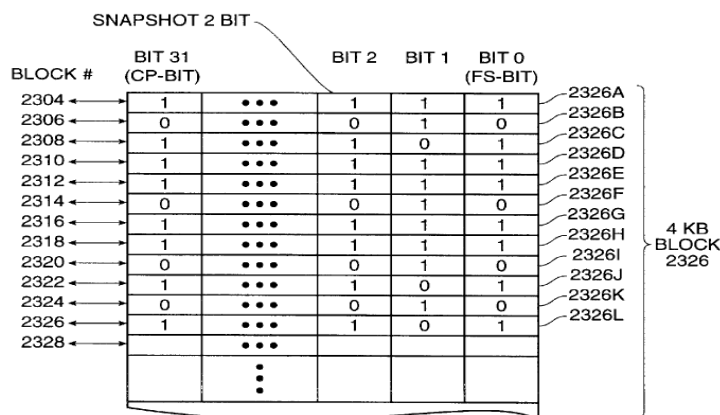 SNAPSHOT 2 BIT
BLOCK # BIT 31 (CP-BIT) BIT 2 BIT 1 BIT 0 (FS-BIT)
2304 1 ••• 1 1 1 2326A
2306 0 ••• 0 1 0 2326B
2308 1 ••• 1 0 1 2326C
2310 1 ••• 1 1 1 2326D
2312 1 ••• 1 1 1 2326E
2314 0 ••• 0 1 0 2326F
2316 1 ••• 1 1 1 2326G
2318 1 ••• 1 1 1 2326H
2320 0 ••• 0 1 0 2326I
2322 1 ••• 1 0 1 2326J
2324 0 ••• 0 1 0 2326K
2326 1 ••• 1 0 1 2326L
2328 •••
4 KB
BLOCK
2326